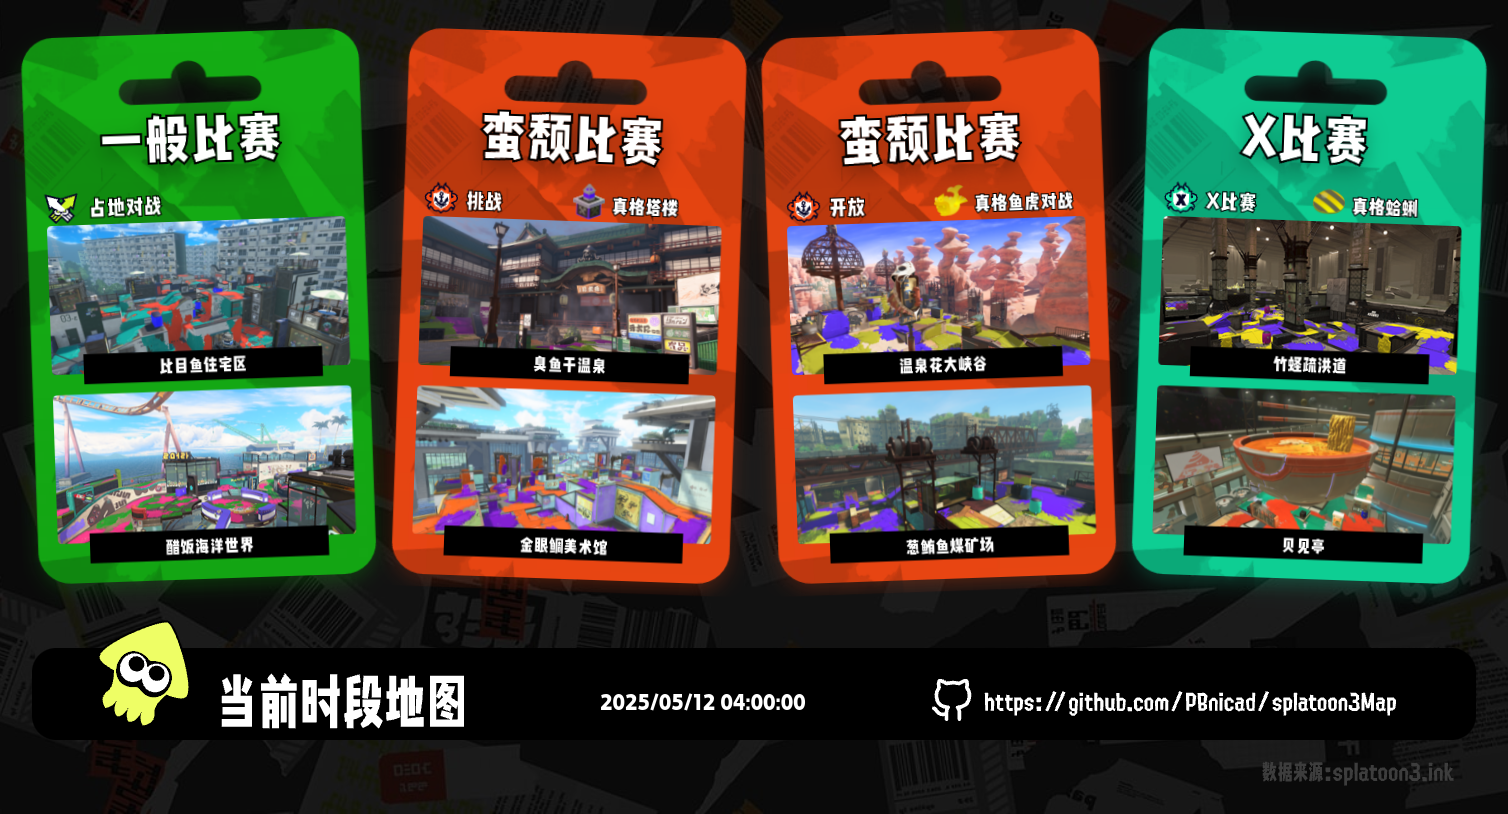 一般比赛
占地对战
比目鱼住宅区
醋饭海洋世界
蛮颓比赛
挑战
真格塔楼
臭鱼干温泉
金眼鲷美术馆
蛮颓比赛
开放
真格鱼虎对战
温泉花大峡谷
葱鲔鱼煤矿场
X比赛
X比赛
真格蛤蜊
竹蛏疏洪道
贝见亭
当前时段地图
2025/05/12 04:00:00
https://github.com/PBnicad/splatoon3Map
数据来源:splatoon3.ink